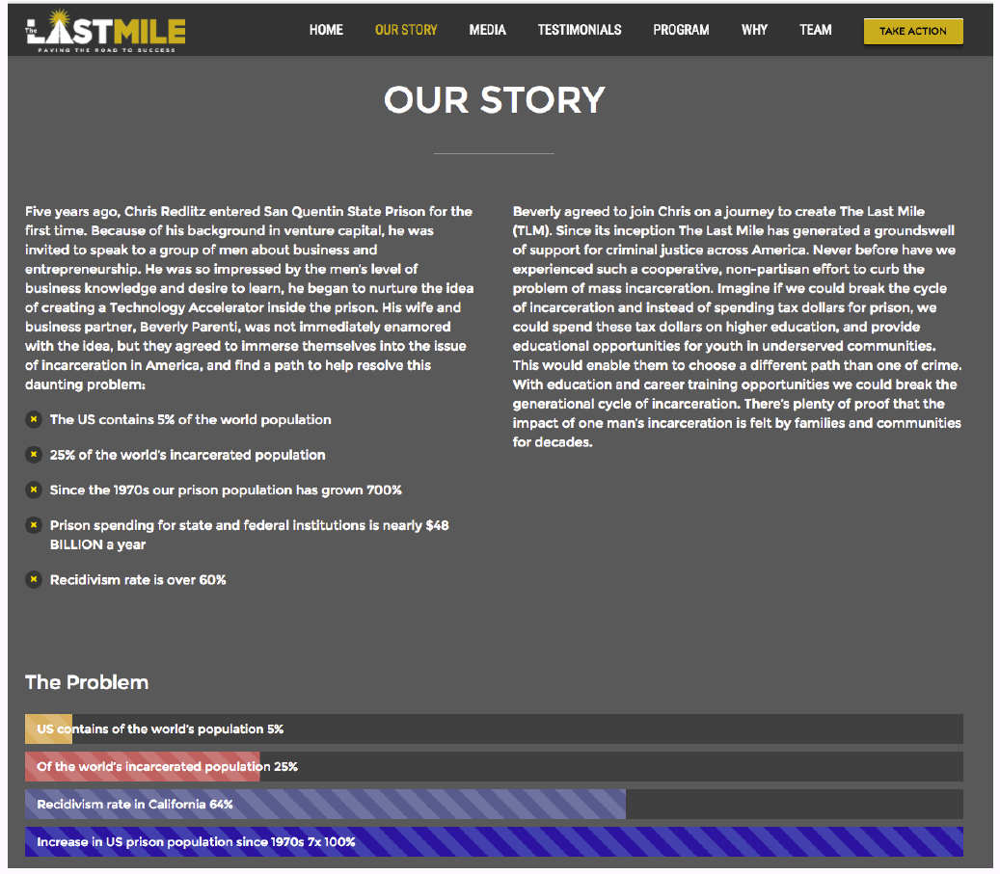 The LASTMILE
PAVING THE ROAD TO SUCCESS
HOME
OUR STORY
MEDIA
TESTIMONIALS
PROGRAM
WHY
TEAM
TAKE ACTION
OUR STORY
Five years ago, Chris Redlitz entered San Quentin State Prison for the
first time. Because of his background in venture capital, he was
invited to speak to a group of men about business and
entrepreneurship. He was so impressed by the men's level of
business knowledge and desire to learn, he began to nurture the idea
of creating a Technology Accelerator inside the prison. His wife and
business partner, Beverly Parenti, was not immediately enamored
with the idea, but they agreed to immerse themselves into the issue
of incarceration in America, and find a path to help resolve this
daunting problem:
The US contains 5% of the world population
25% of the world's incarcerated population
Since the 1970s our prison population has grown 700%
Prison spending for state and federal institutions is nearly $48
BILLION a year
Recidivism rate is over 60%
Beverly agreed to join Chris on a journey to create The Last Mile
(TLM). Since its inception The Last Mile has generated a groundswell
of support for criminal justice across America. Never before have we
experienced such a cooperative, non-partisan effort to curb the
problem of mass incarceration. Imagine if we could break the cycle
of incarceration and instead of spending tax dollars for prison, we
could spend these tax dollars on higher education, and provide
educational opportunities for youth in underserved communities.
This would enable them to choose a different path than one of crime.
With education and career training opportunities we could break the
generational cycle of incarceration. There's plenty of proof that the
impact of one man's incarceration is felt by families and communities
for decades.
The Problem
US contains of the world's population 5%
Of the world's incarcerated population 25%
Recidivism rate in California 64%
Increase in US prison population since 1970s 7x 100%